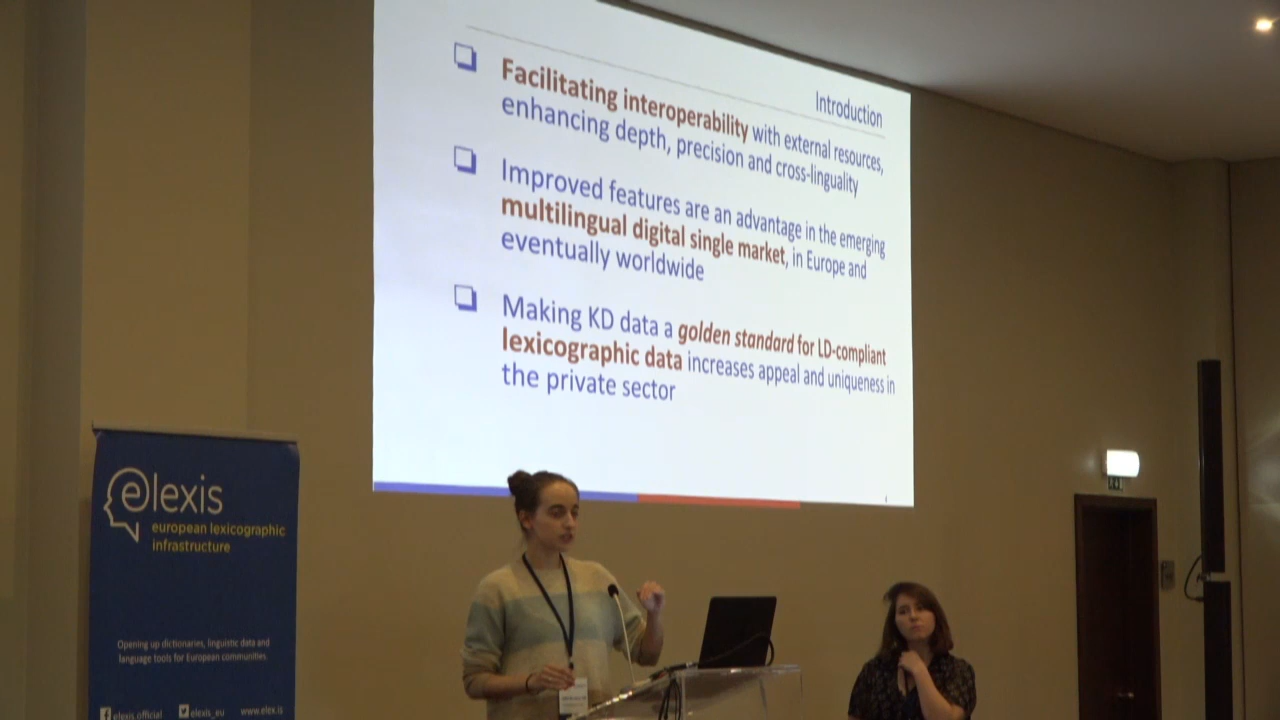 Introduction
Facilitating interoperability with external resources,
enhancing depth, precision and cross-linguality
Improved features are an advantage in the emerging
multilingual digital single market, in Europe and
eventually worldwide
Making KD data a golden standard for LD-compliant
lexicographic data increases appeal and uniqueness in
the private sector
elexis
european lexicographic
infrastructure
Opening up dictionaries, linguistic data and
language tools for European communities.
elexis.official elexis_eu www.elex.is